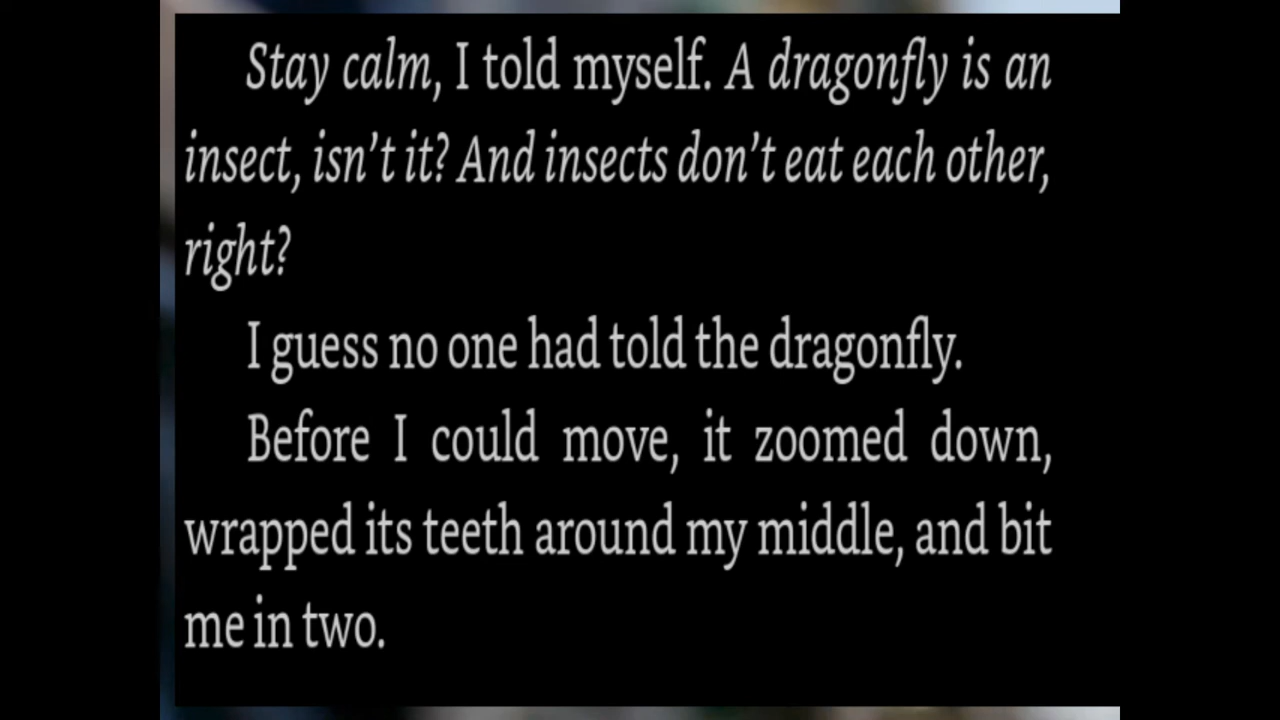 Stay calm, I told myself. A dragonfly is an
insect, isn’t it? And insects don’t eat each other,
right?
I guess no one had told the dragonfly.
Before I could move, it zoomed down,
wrapped its teeth around my middle, and bit
me in two.